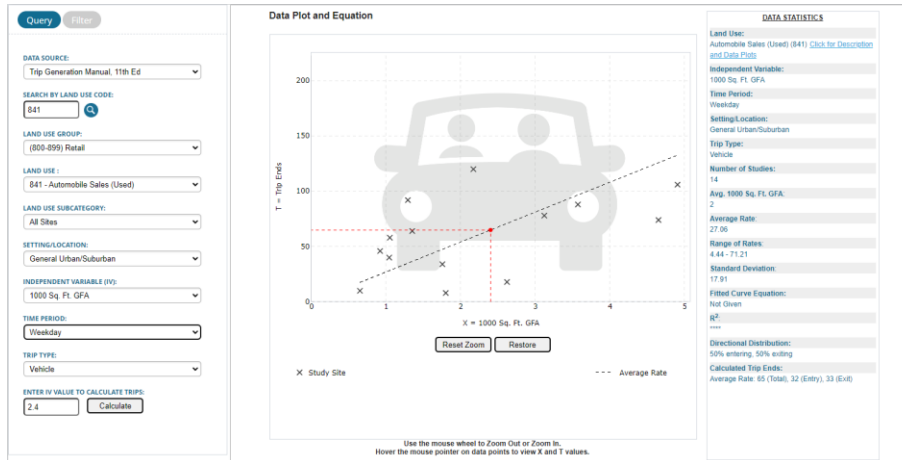 Query
Filter
DATA SOURCE:
Trip Generation Manual, 11th Ed
SEARCH BY LAND USE CODE:
841
LAND USE GROUP:
(800-899) Retail
LAND USE :
841 - Automobile Sales (Used)
LAND USE SUBCATEGORY:
All Sites
SETTING/LOCATION:
General Urban/Suburban
INDEPENDENT VARIABLE (IV):
1000 Sq. Ft. GFA
TIME PERIOD:
Weekday
TRIP TYPE:
Vehicle
ENTER IV VALUE TO CALCULATE TRIPS:
2.4
Calculate
Data Plot and Equation
200
150
100
50
0
T = Trip Ends
0 1 2 3 4 5
X = 1000 Sq. Ft. GFA
Reset Zoom
Restore
Study Site
Average Rate
Use the mouse wheel to Zoom Out or Zoom In.
Hover the mouse pointer on data points to view X and T values.
DATA STATISTICS
Land Use:
Automobile Sales (Used) (841) Click for Description
and Data Plots
Independent Variable:
1000 Sq. Ft. GFA
Time Period:
Weekday
Setting/Location:
General Urban/Suburban
Trip Type:
Vehicle
Number of Studies:
14
Avg. 1000 Sq. Ft. GFA:
2
Average Rate:
27.06
Range of Rates:
4.44 - 71.21
Standard Deviation:
17.91
Fitted Curve Equation:
Not Given
R²:
****
Directional Distribution:
50% entering, 50% exiting
Calculated Trip Ends:
Average Rate: 65 (Total), 32 (Entry), 33 (Exit)